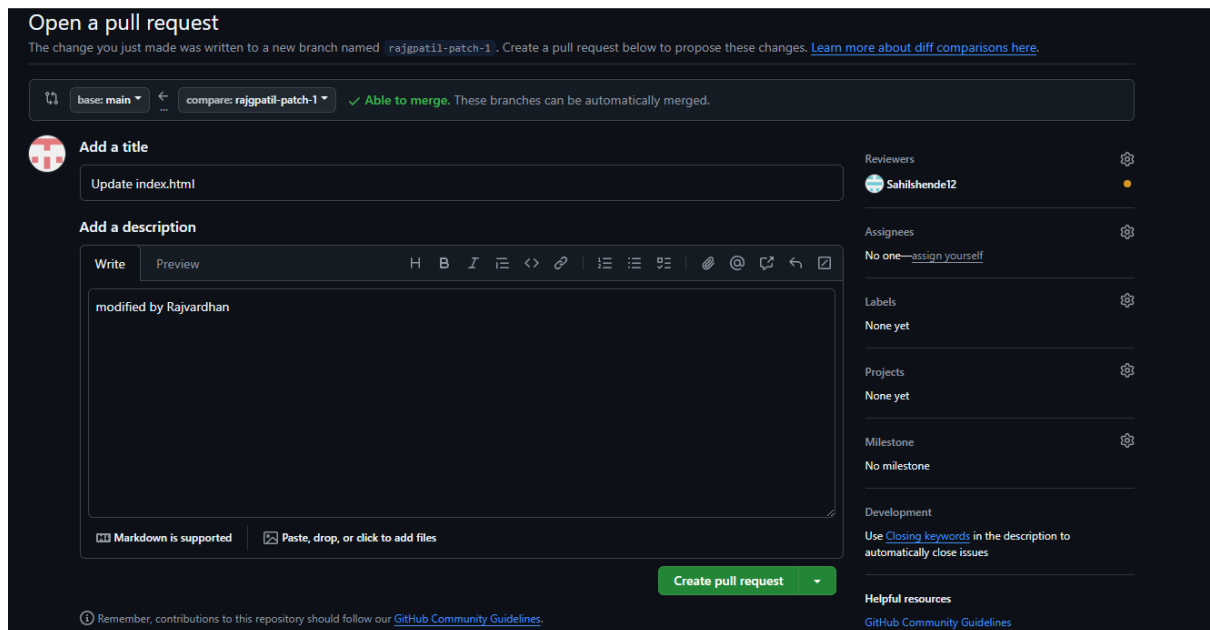 Open a pull request
The change you just made was written to a new branch named rajgpatil-patch-1 . Create a pull request below to propose these changes. Learn more about diff comparisons here.
base: main ... compare: rajgpatil-patch-1 Able to merge. These branches can be automatically merged.
Add a title
Update index.html
Add a description
Write Preview
modified by Rajvardhan
Markdown is supported Paste, drop, or click to add files
Create pull request
Remember, contributions to this repository should follow our GitHub Community Guidelines.
Reviewers
Sahilshende12
Assignees
No one—assign yourself
Labels
None yet
Projects
None yet
Milestone
No milestone
Development
Use Closing keywords in the description to
automatically close issues
Helpful resources
GitHub Community Guidelines